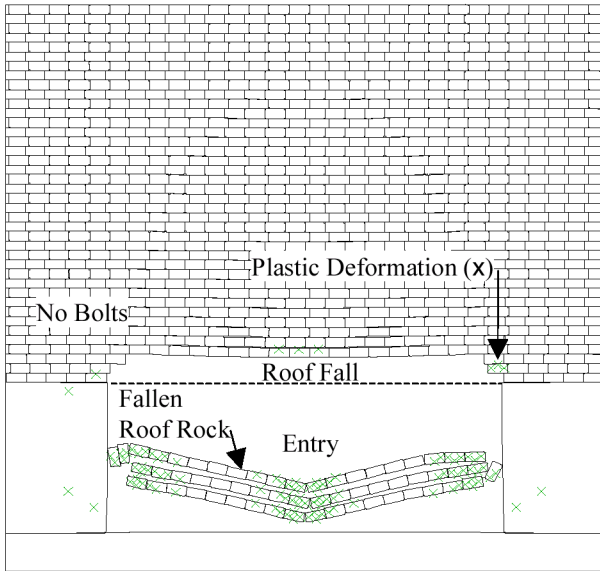 Plastic Deformation (x)
No Bolts
Roof Fall
Fallen
Roof Rock
Entry